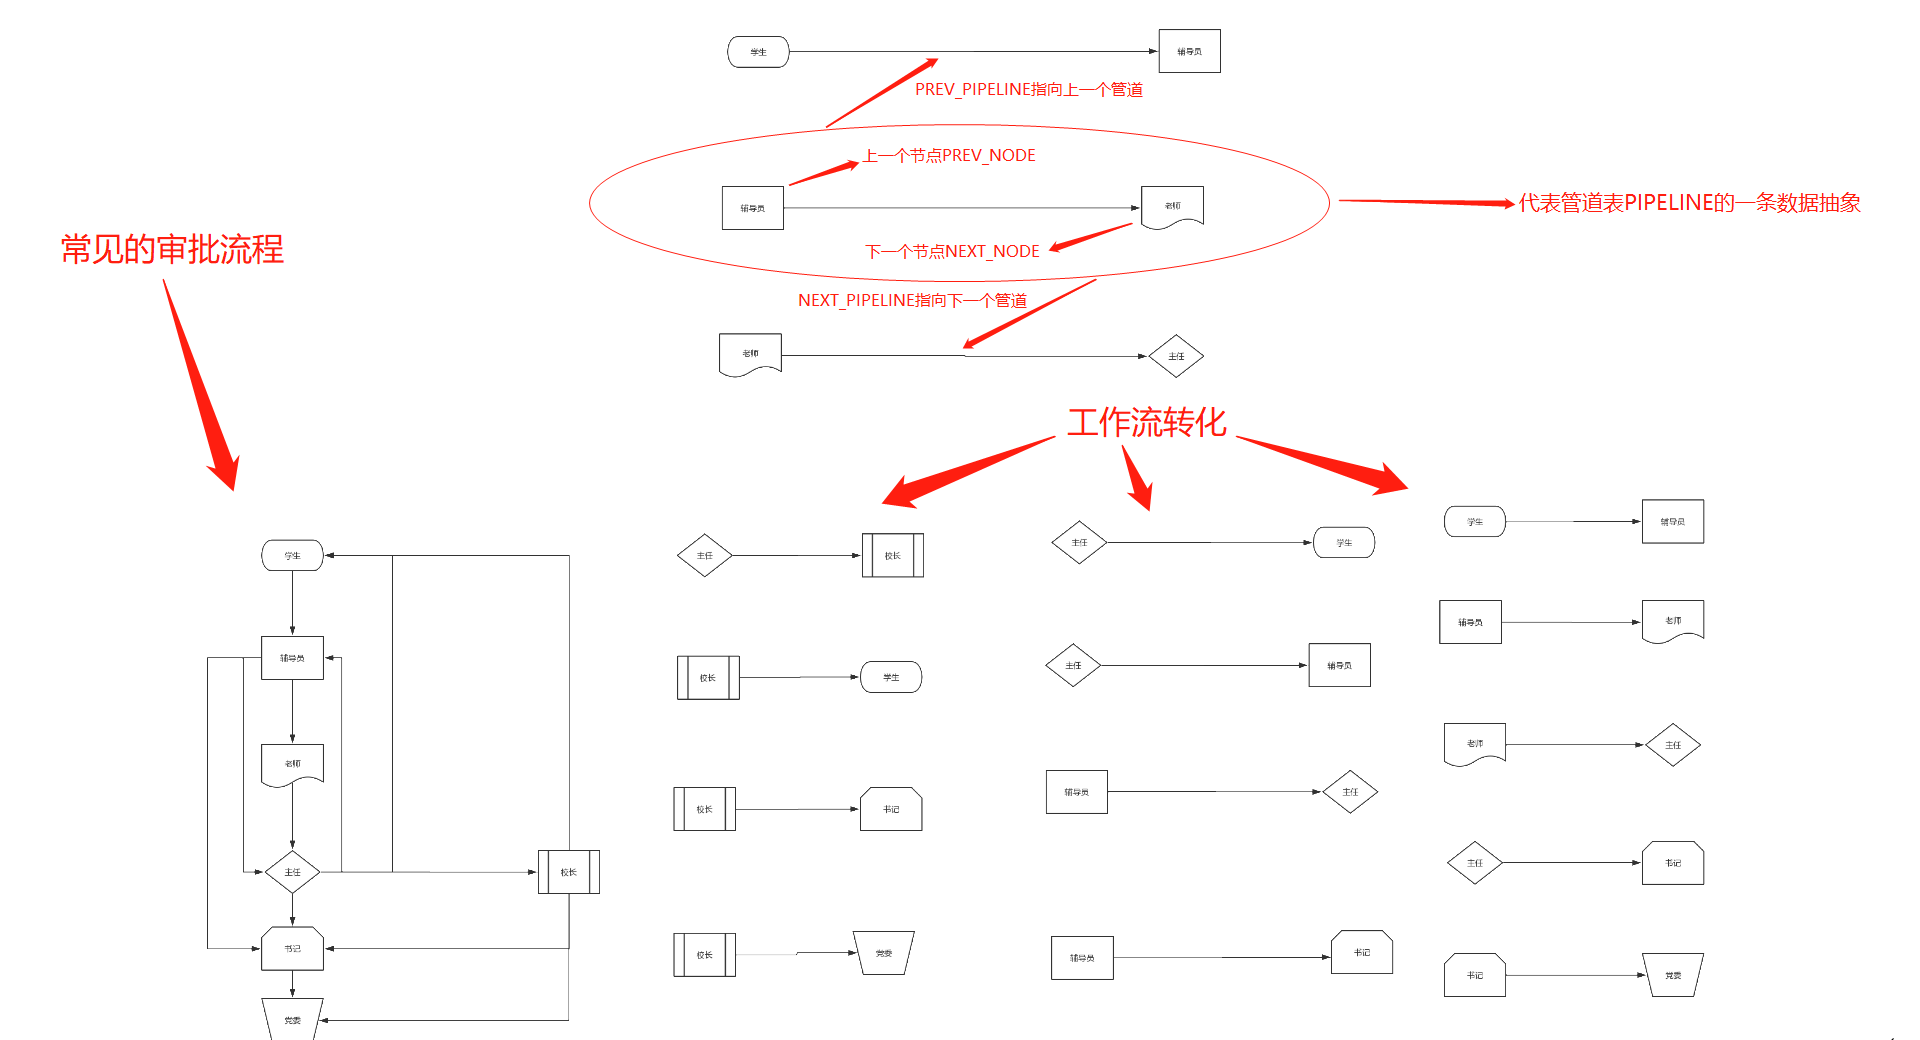 学生
辅导员
PREV_PIPELINE指向上一个管道
上一个节点PREV_NODE
辅导员
老师
代表管道表PIPELINE的一条数据抽象
下一个节点NEXT_NODE
常见的审批流程
NEXT_PIPELINE指向下一个管道
老师
主任
工作流转化
学生
辅导员
老师
主任
校长
书记
党委
主任
校长
校长
学生
校长
书记
校长
党委
主任
学生
主任
辅导员
辅导员
主任
辅导员
书记
学生
辅导员
辅导员
老师
老师
主任
主任
书记
书记
党委